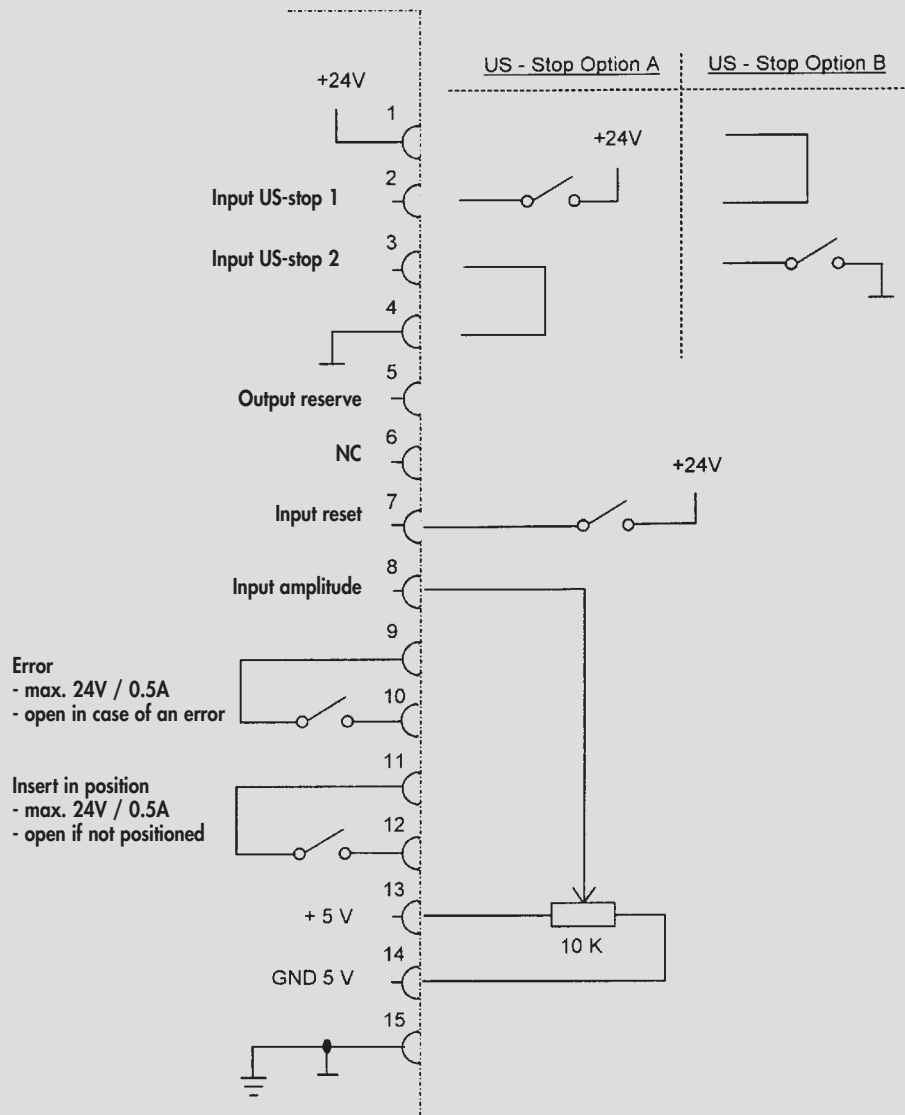 US - Stop Option A
US - Stop Option B
+24V
1
+24V
2
Input US-stop 1
3
Input US-stop 2
4
5
Output reserve
6
NC
+24V
7
Input reset
8
Input amplitude
9
Error
- max. 24V / 0.5A
- open in case of an error
10
11
Insert in position
- max. 24V / 0.5A
- open if not positioned
12
13
+ 5 V
10 K
14
GND 5 V
15